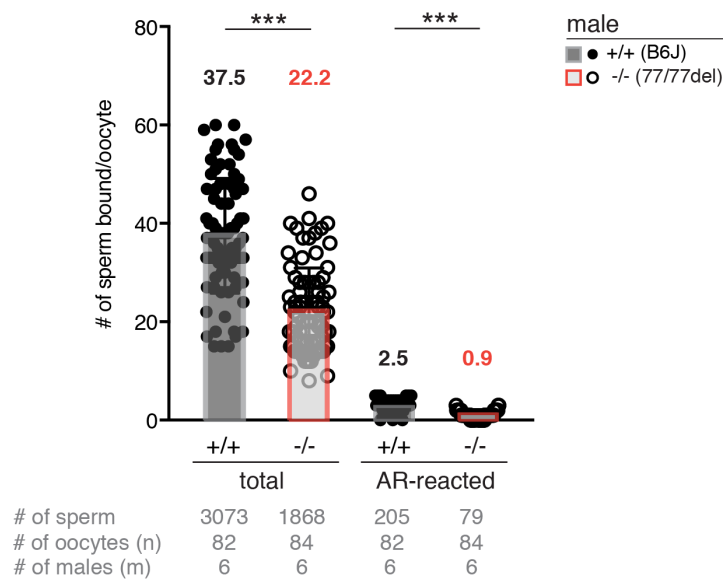 *** ***
male
+/+ (B6J)
-/- (77/77del)
80
37.5 22.2
60
40
20
0
# of sperm bound/oocyte
2.5 0.9
+/+ -/- +/+ -/-
total AR-reacted
# of sperm 3073 1868 205 79
# of oocytes (n) 82 84 82 84
# of males (m) 6 6 6 6